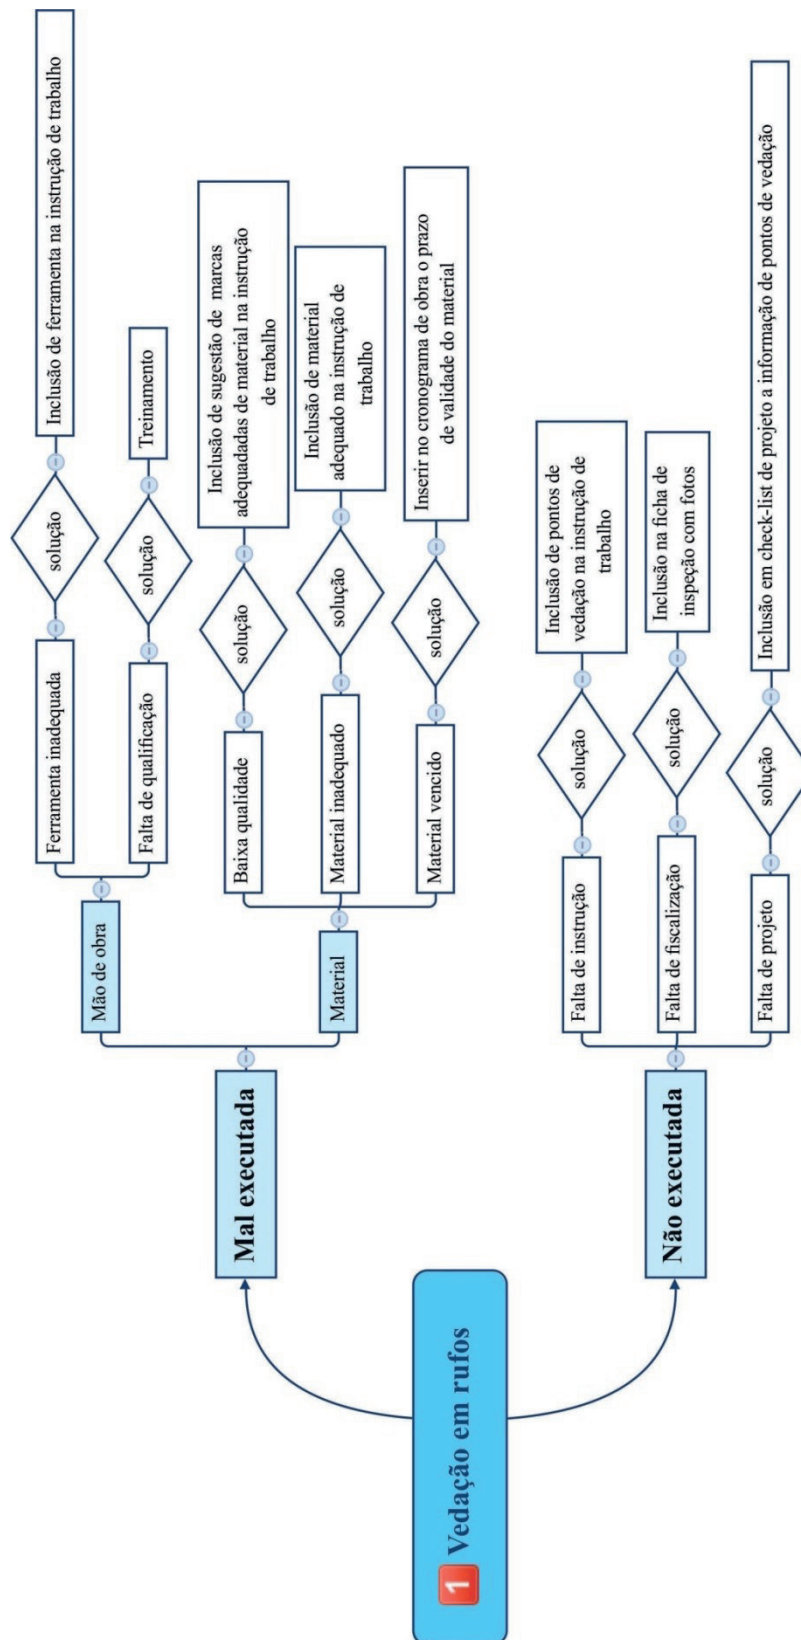 1
Vedação em rufos
Mal executada
Mão de obra
Ferramenta inadequada
solução
Inclusão de ferramenta na instrução de trabalho
Falta de qualificação
solução
Treinamento
Material
Baixa qualidade
solução
Inclusão de sugestão de marcas
adequadadas de material na instrução
de trabalho
Material inadequado
solução
Inclusão de material
adequado na instrução de
trabalho
Material vencido
solução
Inserir no cronograma de obra o prazo
de validade do material
Não executada
Falta de instrução
solução
Inclusão de pontos de
vedação na instrução de
trabalho
Falta de fiscalização
solução
Inclusão na ficha de
inspeção com fotos
Falta de projeto
solução
Inclusão em check-list de projeto a informação de pontos de vedação